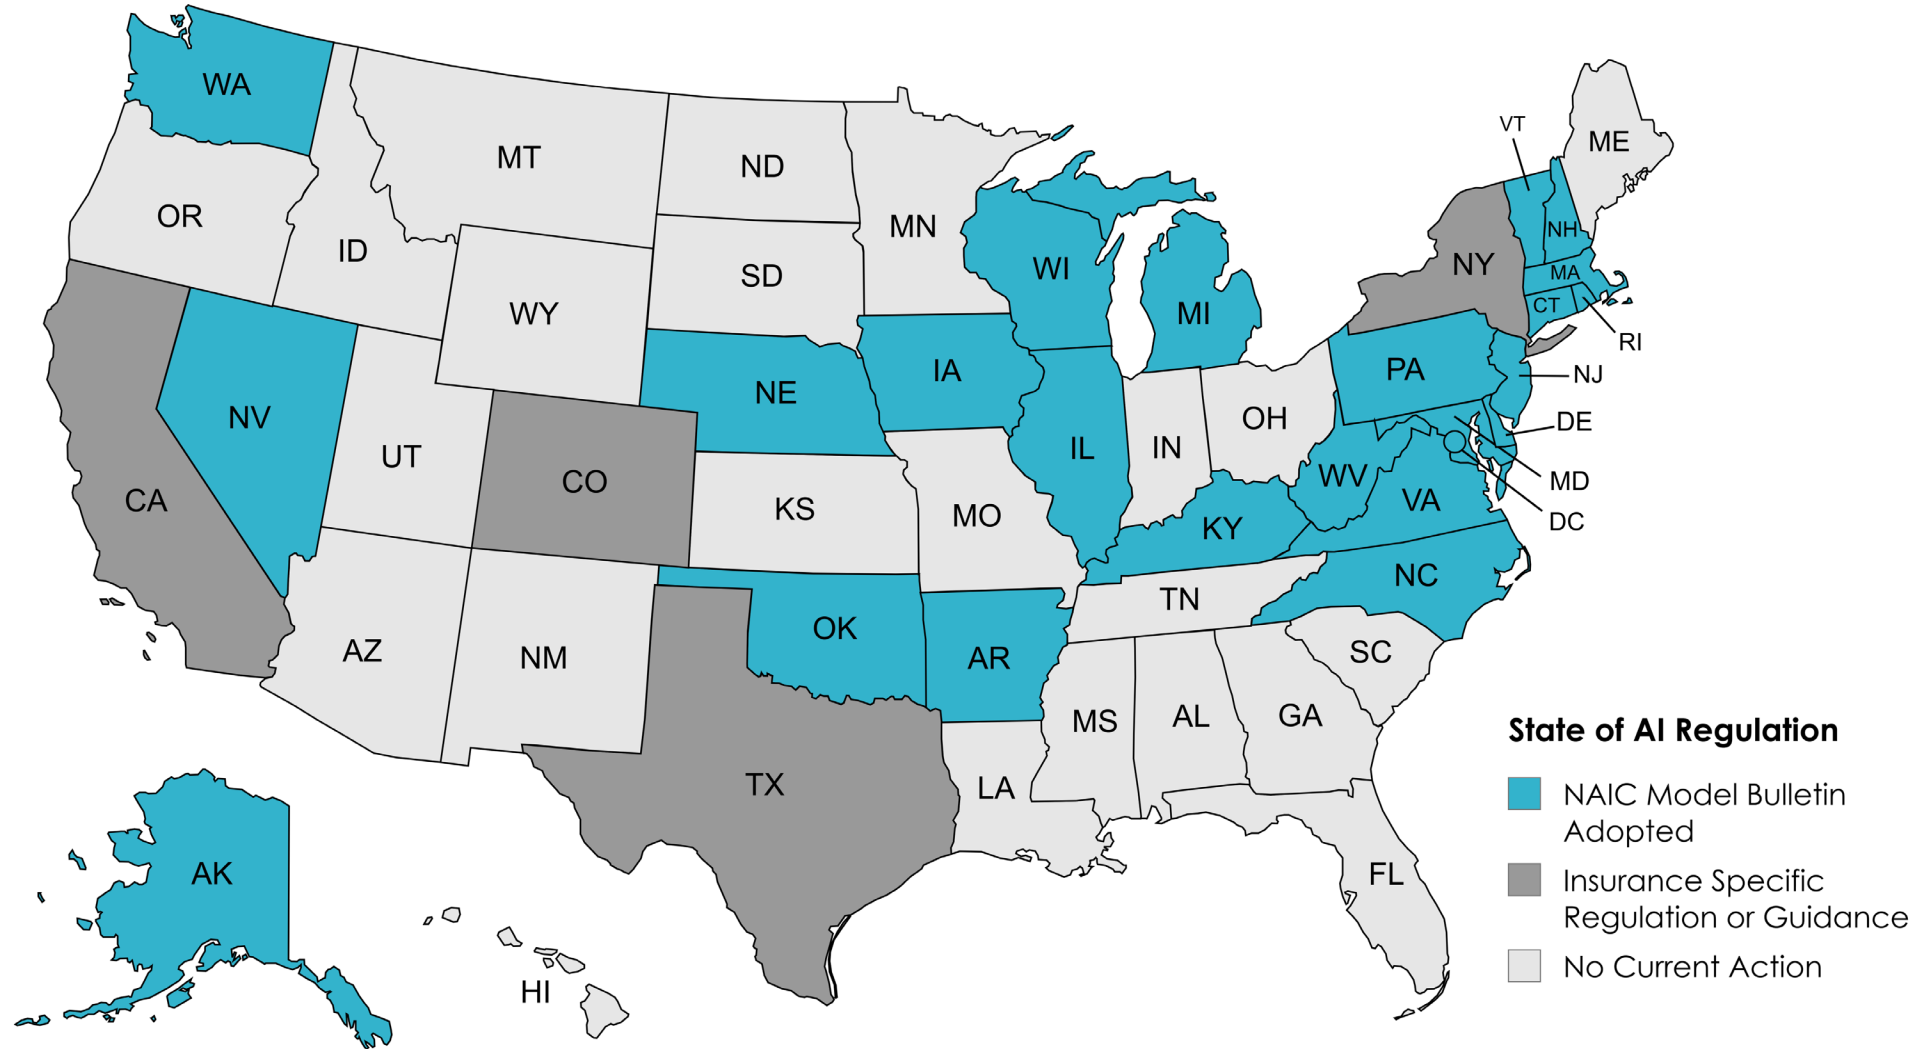 WA
MT
ND
MN
OR
ID
WY
SD
WI
MI
VT
ME
NH
NY
MA
CT
RI
NJ
PA
DE
MD
DC
NV
UT
CO
NE
IA
IL
IN
OH
WV
VA
CA
KS
MO
KY
NC
TN
SC
AZ
NM
OK
AR
MS
AL
GA
TX
LA
FL
AK
HI
State of AI Regulation
NAIC Model Bulletin
Adopted
Insurance Specific
Regulation or Guidance
No Current Action